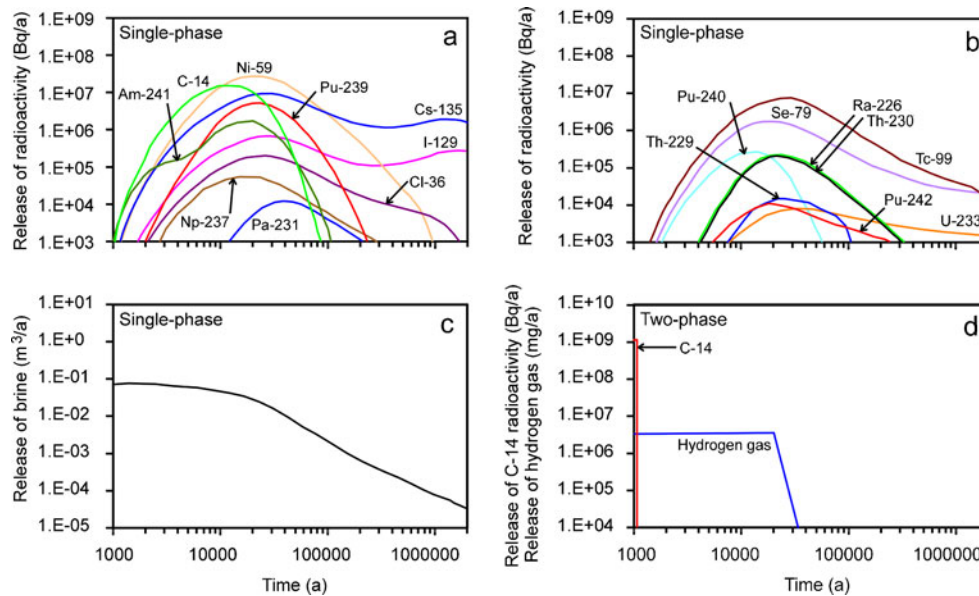 a
Single-phase
Release of radioactivity (Bq/a)
1.E+09
1.E+08
1.E+07
1.E+06
1.E+05
1.E+04
1.E+03
C-14
Ni-59
Am-241
Pu-239
Cs-135
I-129
Cl-36
Np-237
Pa-231
b
Single-phase
Release of radioactivity (Bq/a)
1.E+09
1.E+08
1.E+07
1.E+06
1.E+05
1.E+04
1.E+03
Pu-240
Se-79
Ra-226
Th-230
Th-229
Tc-99
Pu-242
U-233
c
Single-phase
Release of brine (m³/a)
1.E+01
1.E+0
1.E-01
1.E-02
1.E-03
1.E-04
1.E-05
1000
10000
100000
1000000
Time (a)
d
Two-phase
Release of C-14 radioactivity (Bq/a)
Release of hydrogen gas (mg/a)
1.E+10
1.E+09
1.E+08
1.E+07
1.E+06
1.E+05
1.E+04
C-14
Hydrogen gas
1000
10000
100000
1000000
Time (a)